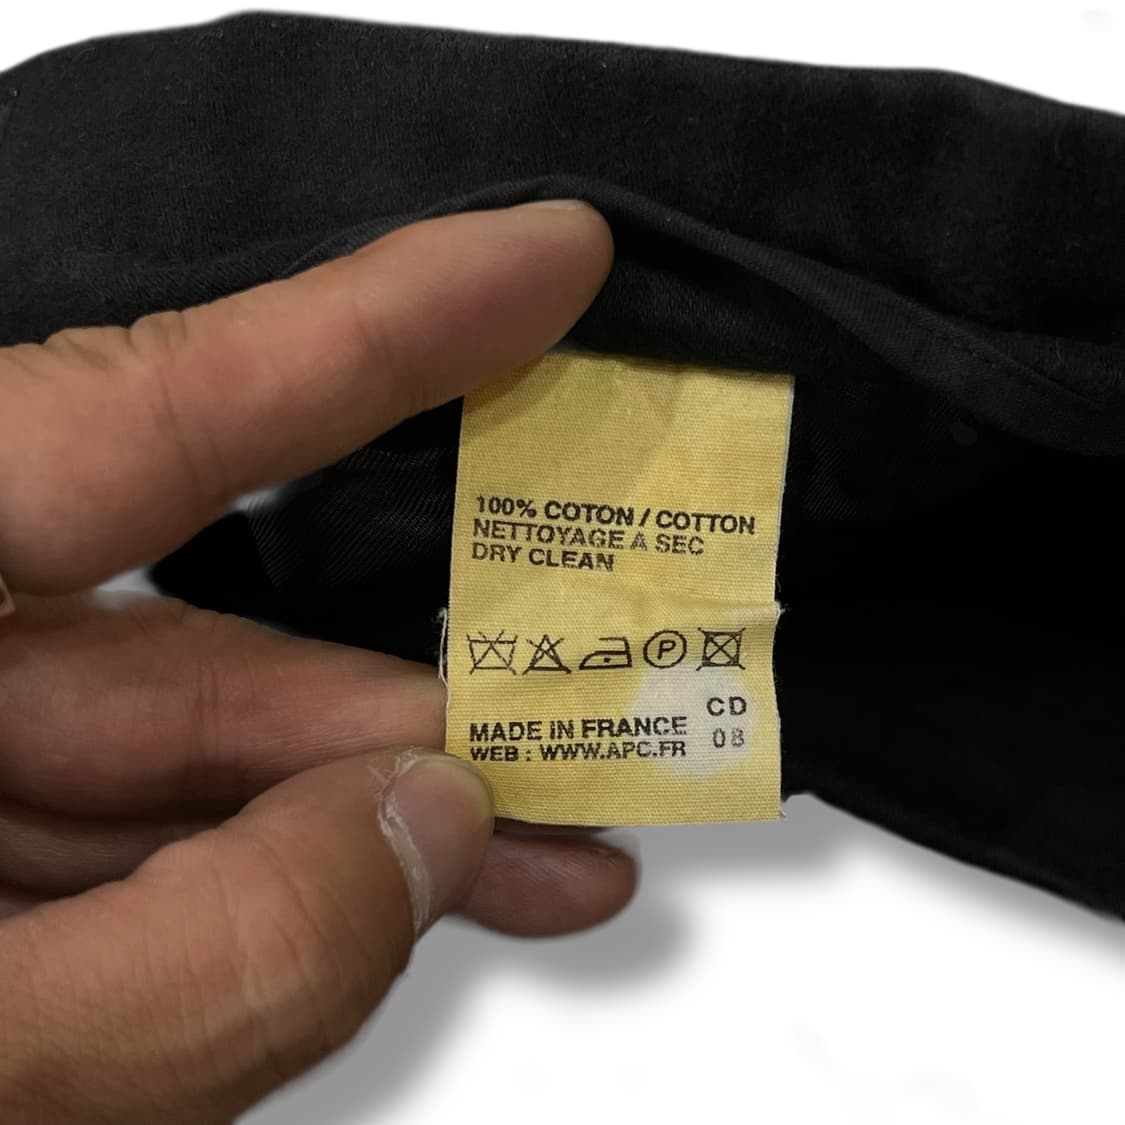 100% COTON / COTTON
NETTOYAGE A SEC
DRY CLEAN
P
CD
MADE IN FRANCE 08
WEB : WWW.APC.FR